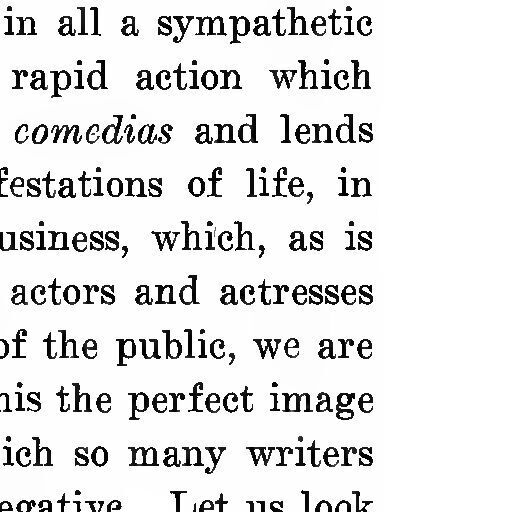 in all a sympathetic
rapid action which
comedias and lends
festations of life, in
usiness, which, as is
actors and actresses
of the public, we are
his the perfect image
ich so many writers
egative. Let us look